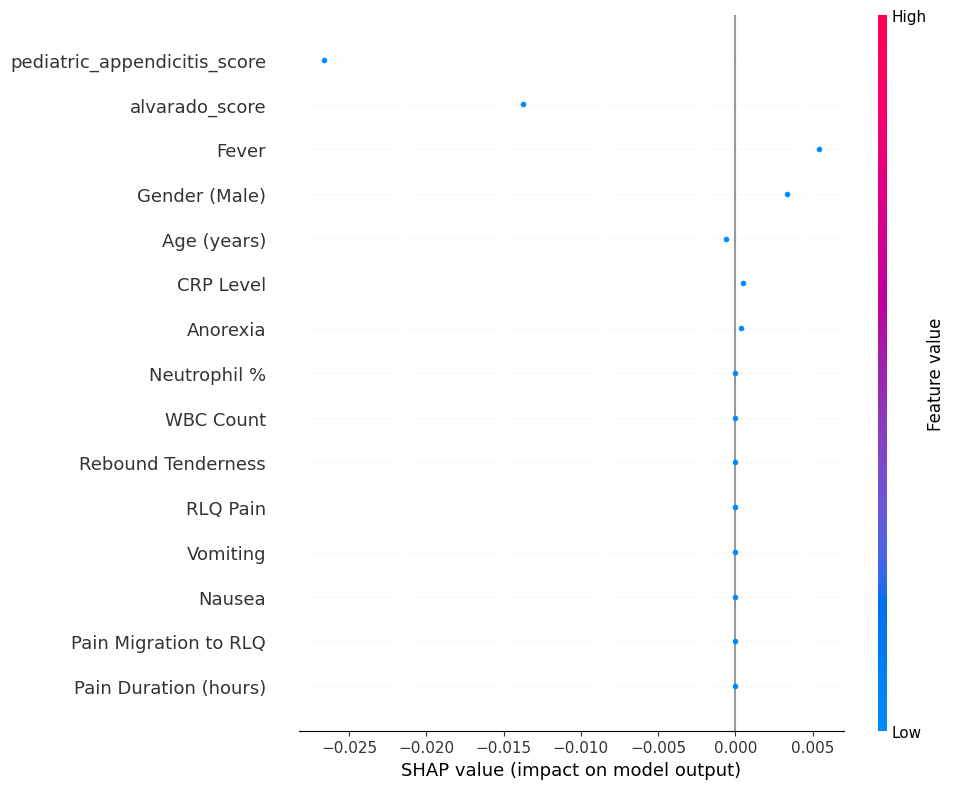 High
pediatric_appendicitis_score
alvarado_score
Fever
Gender (Male)
Age (years)
CRP Level
Anorexia
Neutrophil %
WBC Count
Rebound Tenderness
RLQ Pain
Vomiting
Nausea
Pain Migration to RLQ
Pain Duration (hours)
Feature value
Low
−0.025 −0.020 −0.015 −0.010 −0.005 0.000 0.005
SHAP value (impact on model output)